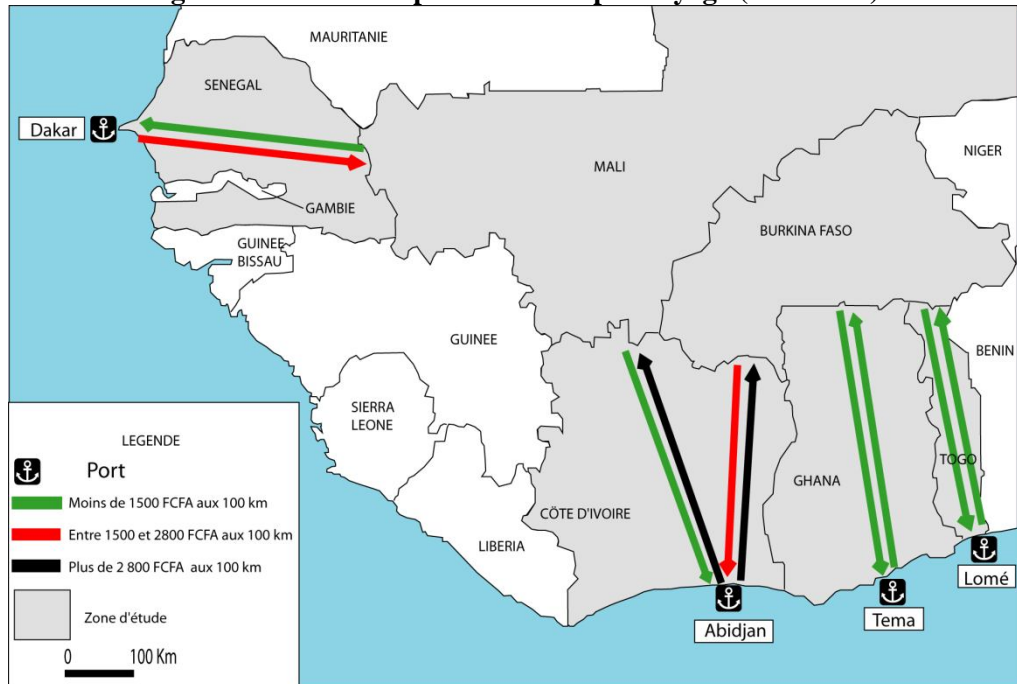 MAURITANIE
SENEGAL
Dakar
MALI
NIGER
GAMBIE
BURKINA FASO
GUINEE
BISSAU
GUINEE
BENIN
SIERRA
LEONE
LEGENDE
Port
TOGO
GHANA
Moins de 1500 FCFA aux 100 km
CÖTE D'IVOIRE
Entre 1500 et 2800 FCFA aux 100 km
LIBERIA
Plus de 2 800 FCFA aux 100 km
Lomé
Zone d'étude
Tema
Abidjan
0 100 Km